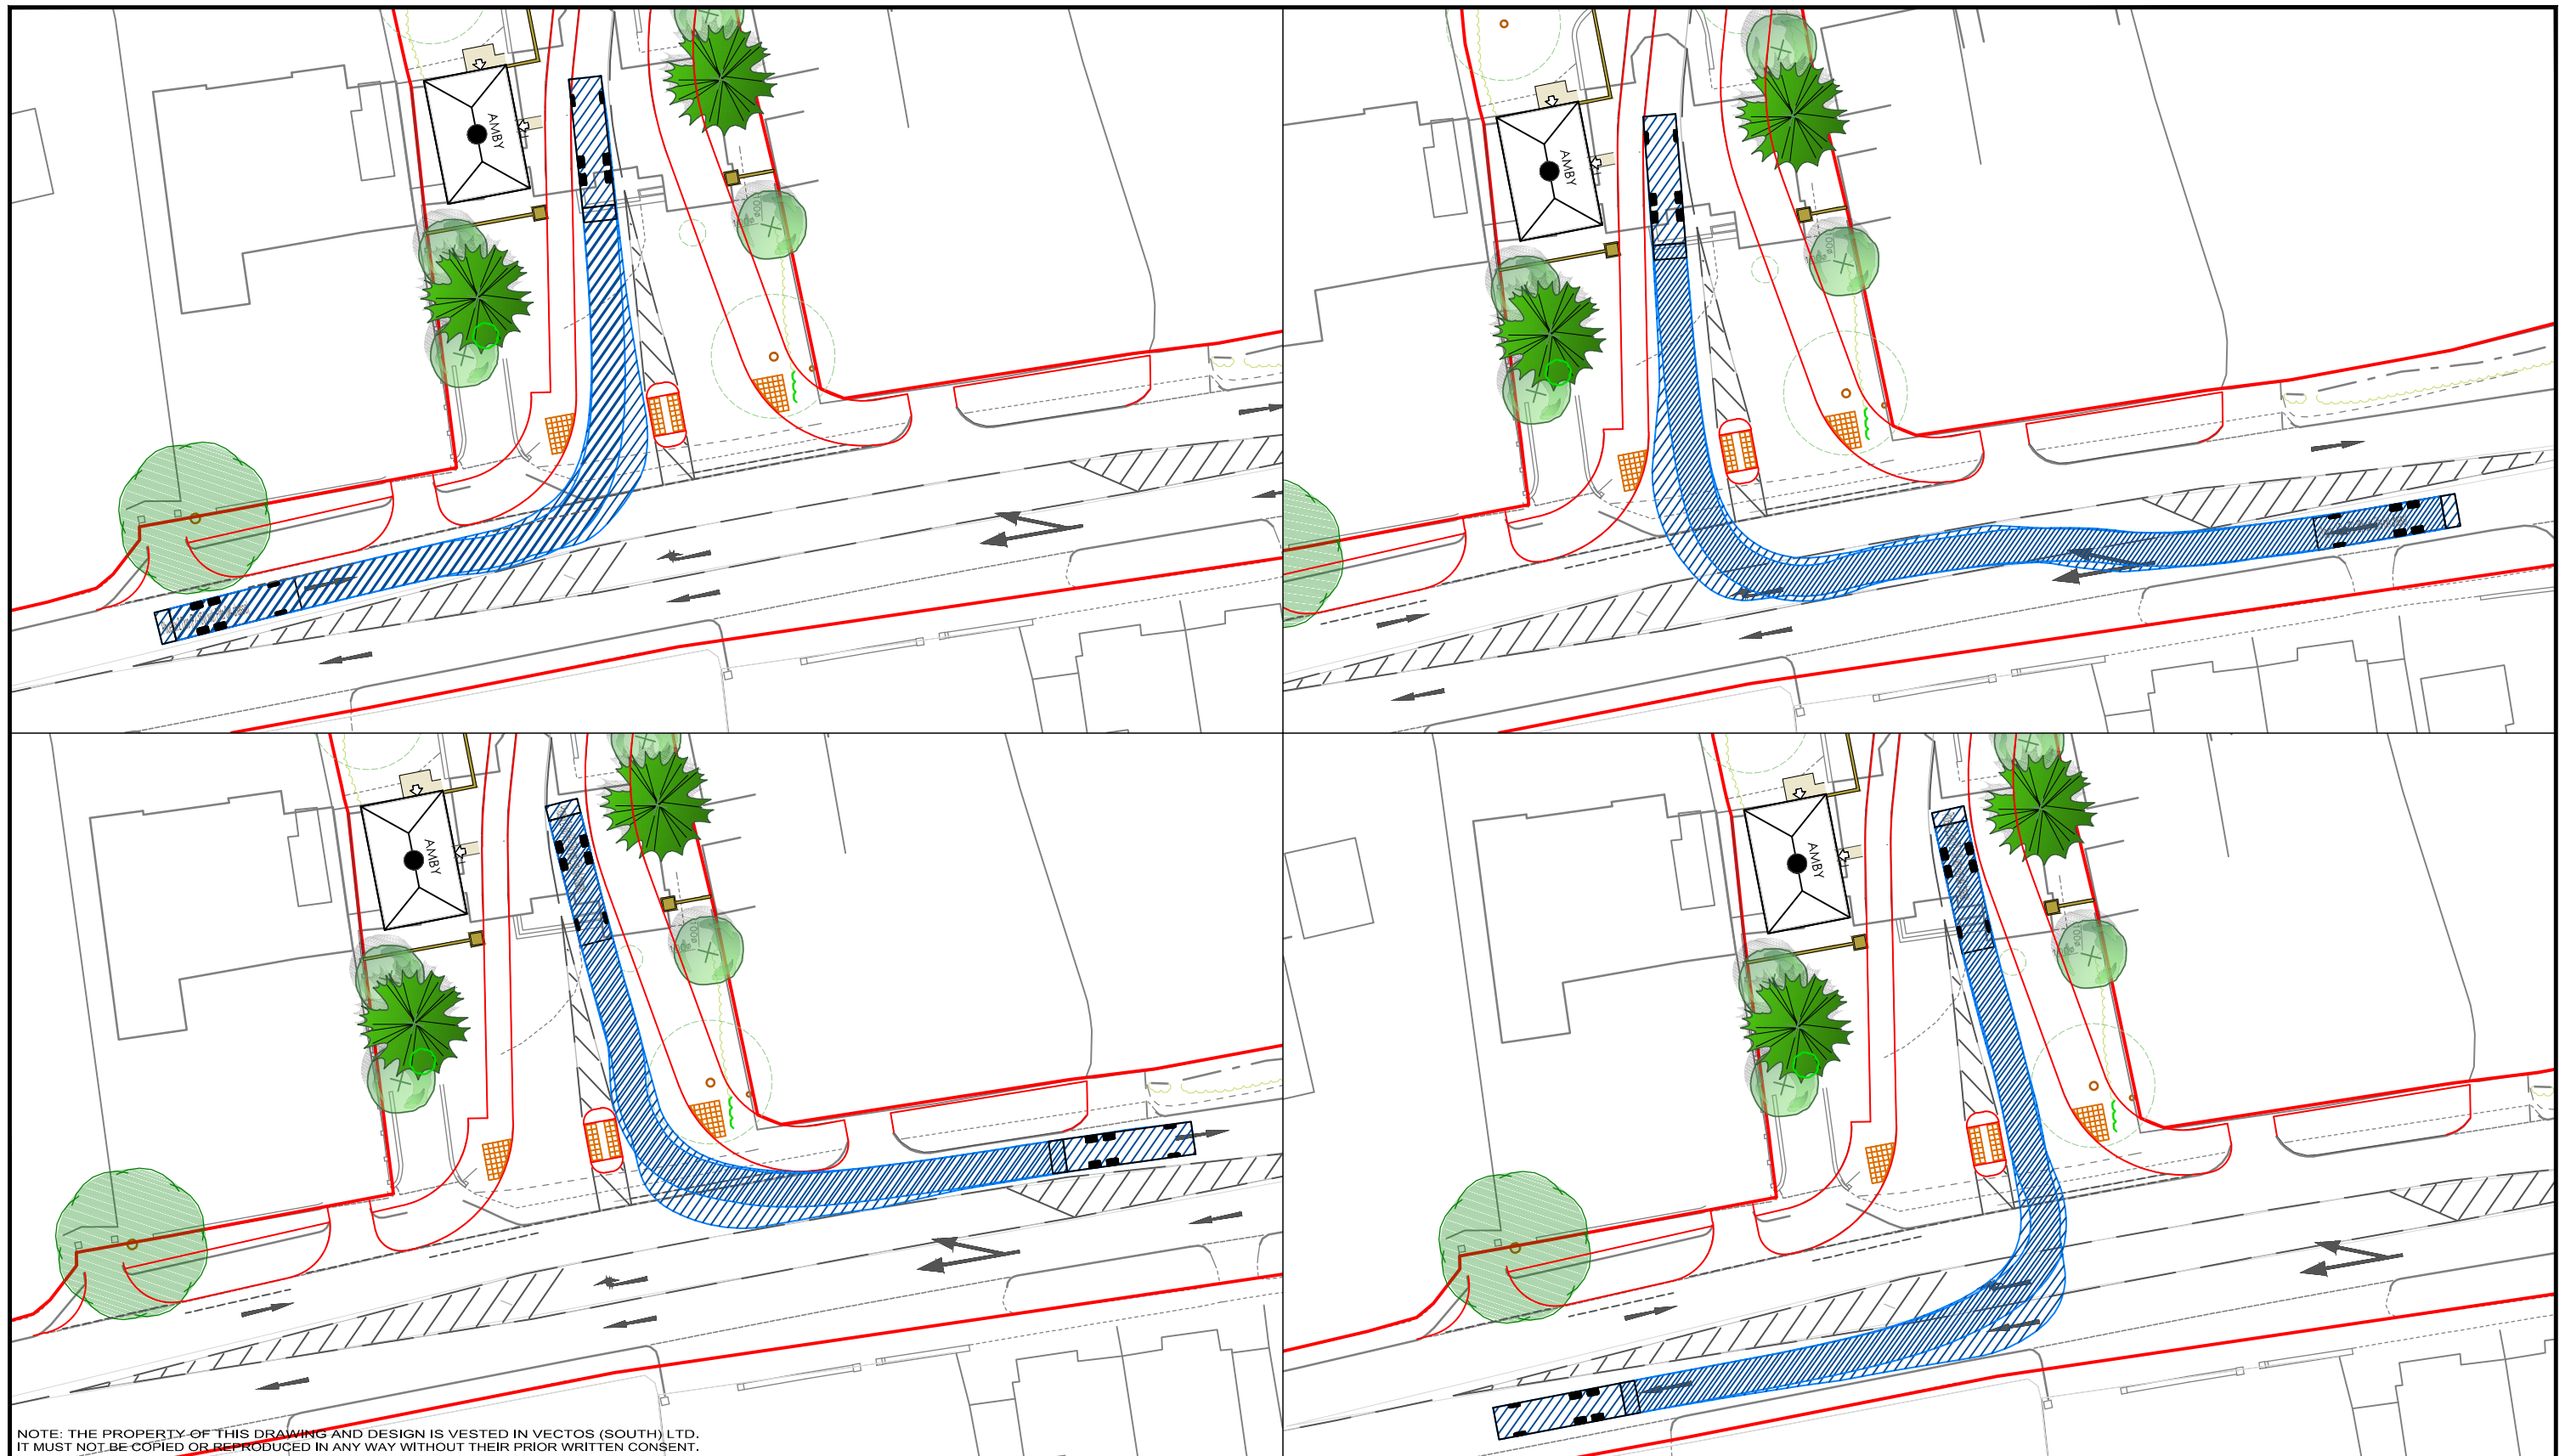 AMBY
AMBY
AMBY
AMBY
NOTE: THE PROPERTY OF THIS DRAWING AND DESIGN IS VESTED IN VECTOS (SOUTH) LTD.
IT MUST NOT BE COPIED OR REPRODUCED IN ANY WAY WITHOUT THEIR PRIOR WRITTEN CONSENT.